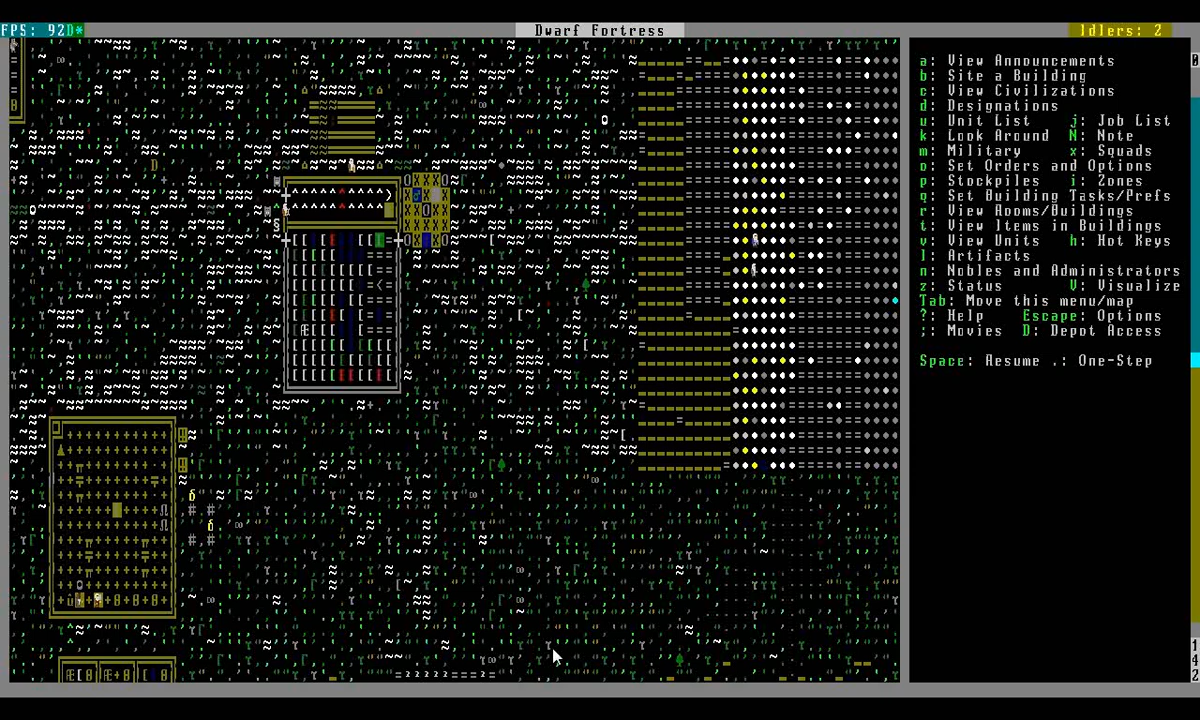 FPS: 92
Dwarf Fortress
Idlers: 2
a: View Announcements
b: Site a Building
c: View Civilizations
d: Designations
u: Unit List j: Job List
k: Look Around N: Note
m: Military x: Squads
o: Set Orders and Options
p: Stockpiles i: Zones
q: Set Building Tasks/Prefs
r: View Rooms/Buildings
t: View Items in Buildings
v: View Units h: Hot Keys
l: Artifacts
n: Nobles and Administrators
z: Status V: Visualize
Tab: Move this menu/map
?: Help Escape: Options
;: Movies D: Depot Access
Space: Resume .: One-Step
142